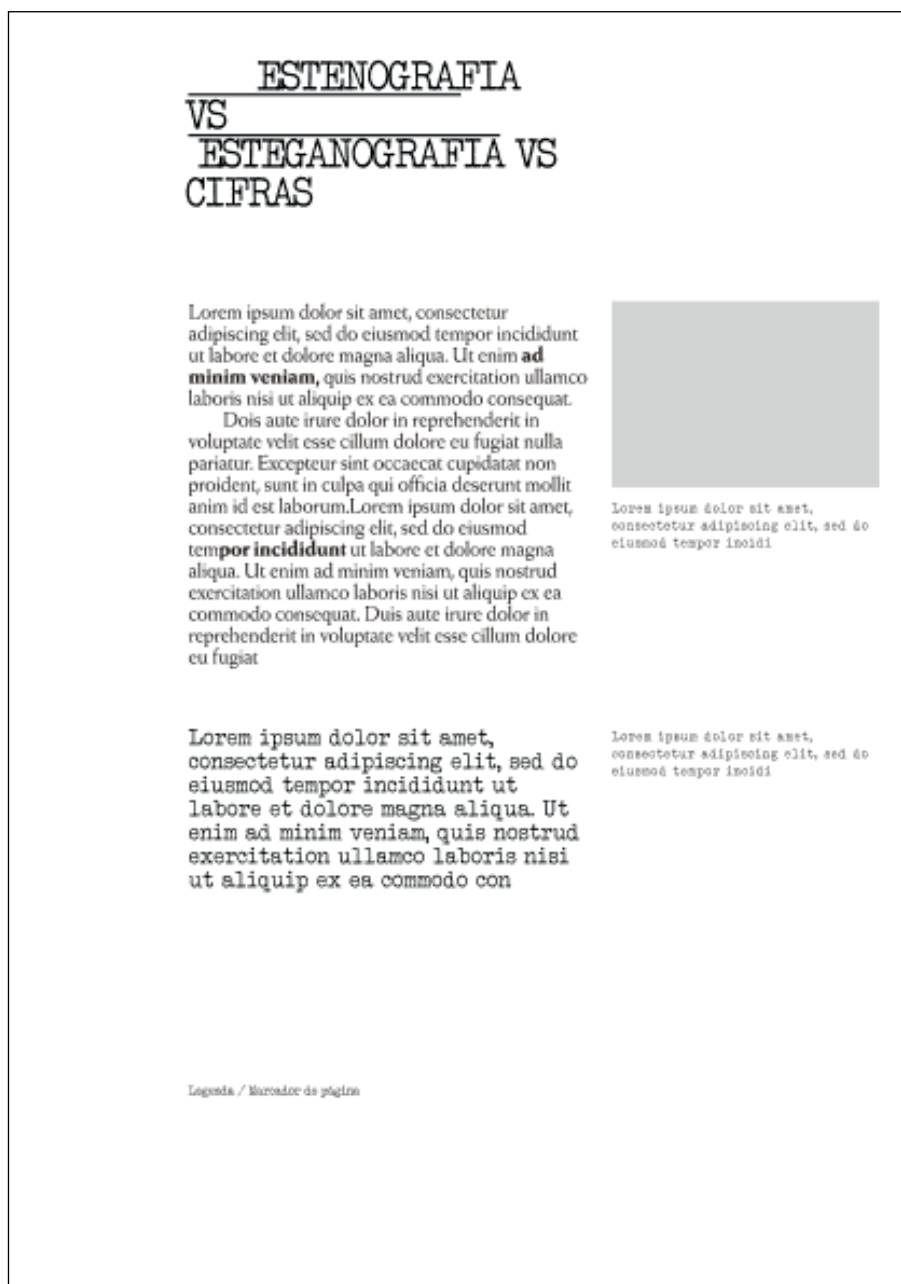 ESTENOGRAFIA
VS
ESTEGANOGRAFIA VS
CIFRAS
Lorem ipsum dolor sit amet, consectetur
adipiscing elit, sed do eiusmod tempor incididunt
ut labore et dolore magna aliqua. Ut enim ad
minim veniam, quis nostrud exercitation ullamco
laboris nisi ut aliquip ex ea commodo consequat.
Dois aute irure dolor in reprehenderit in
voluptate velit esse cillum dolore eu fugiat nulla
pariatur. Excepteur sint occaecat cupidatat non
proident, sunt in culpa qui officia deserunt mollit
anim id est laborum.Lorem ipsum dolor sit amet,
consectetur adipiscing elit, sed do eiusmod
tempor incididunt ut labore et dolore magna
aliqua. Ut enim ad minim veniam, quis nostrud
exercitation ullamco laboris nisi ut aliquip ex ea
commodo consequat. Duis aute irure dolor in
reprehenderit in voluptate velit esse cillum dolore
eu fugiat
Lorem ipsum dolor sit amet,
consectetur adipiscing elit, sed do
eiusmod tempor incidi
Lorem ipsum dolor sit amet,
consectetur adipiscing elit, sed do
eiusmod tempor incididunt ut
labore et dolore magna aliqua. Ut
enim ad minim veniam, quis nostrud
exercitation ullamco laboris nisi
ut aliquip ex ea commodo con
Lorem ipsum dolor sit amet,
consectetur adipiscing elit, sed do
eiusmod tempor incidi
Legenda / Marcador de página